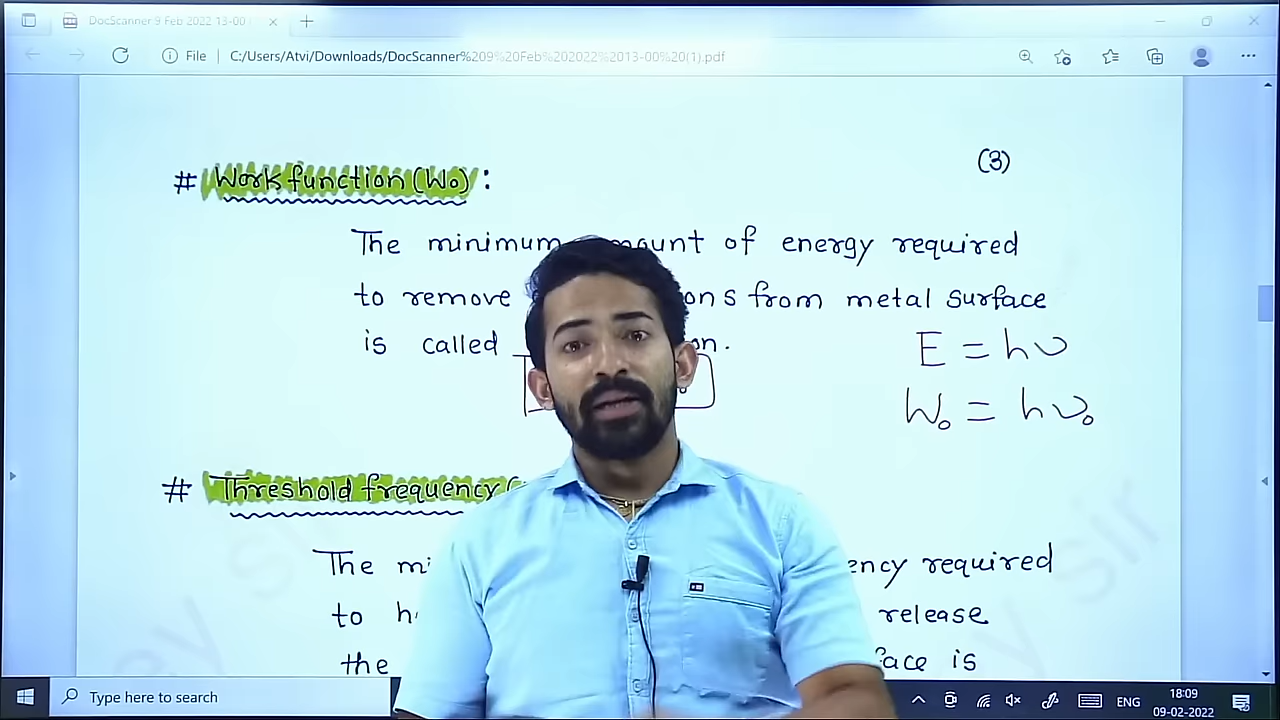 DocScanner 9 Feb 2022 13-00
File
C:/Users/Atvi/Downloads/DocScanner%209%20Feb%202022%2013-00%20(1).pdf
(3)
# Work function (W₀) :
The minimum amount of energy required
to remove ons from metal surface
is called on.
E = hν
W₀ = hν₀
# Threshold frequency (
The mi ency required
to h release
the face is
Type here to search
ENG
18:09
09-02-2022